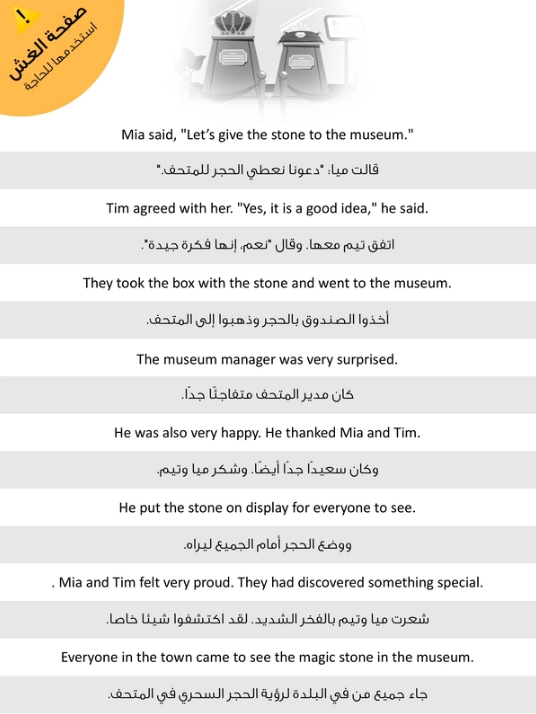 صفحة الغش
استخدمها للحاجة
Mia said, "Let’s give the stone to the museum."
قالت ميا: "دعونا نعطي الحجر للمتحف."
Tim agreed with her. "Yes, it is a good idea," he said.
اتفق تيم معها. وقال "نعم، إنها فكرة جيدة".
They took the box with the stone and went to the museum.
أخذوا الصندوق بالحجر وذهبوا إلى المتحف.
The museum manager was very surprised.
كان مدير المتحف متفاجئًا جدًا.
He was also very happy. He thanked Mia and Tim.
وكان سعيدًا جدًا أيضًا. وشكر ميا وتيم.
He put the stone on display for everyone to see.
ووضع الحجر أمام الجميع ليراه.
. Mia and Tim felt very proud. They had discovered something special.
شعرت ميا وتيم بالفخر الشديد. لقد اكتشفوا شيئا خاصا.
Everyone in the town came to see the magic stone in the museum.
جاء جميع من في البلدة لرؤية الحجر السحري في المتحف.